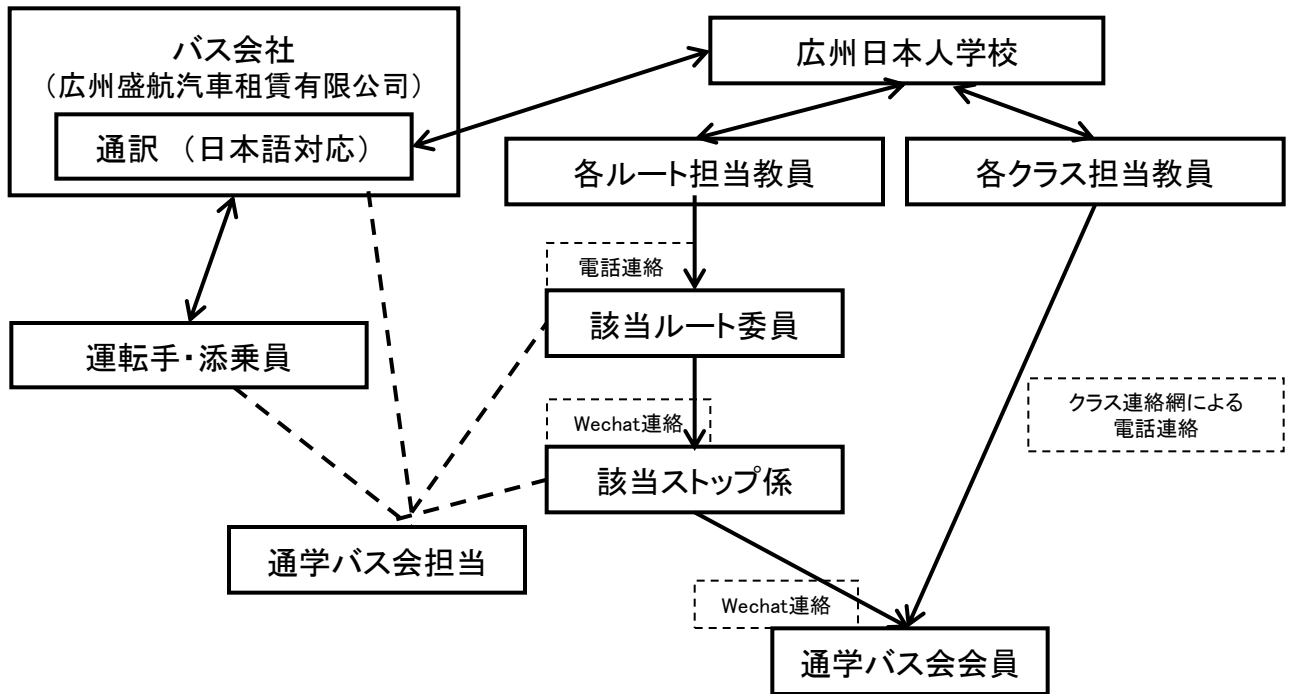 バス会社
（広州盛航汽車租賃有限公司）
通訳 （日本語対応）
広州日本人学校
各ルート担当教員
各クラス担当教員
電話連絡
該当ルート委員
運転手・添乗員
Wechat連絡
クラス連絡網による
電話連絡
該当ストップ係
通学バス会担当
Wechat連絡
通学バス会会員